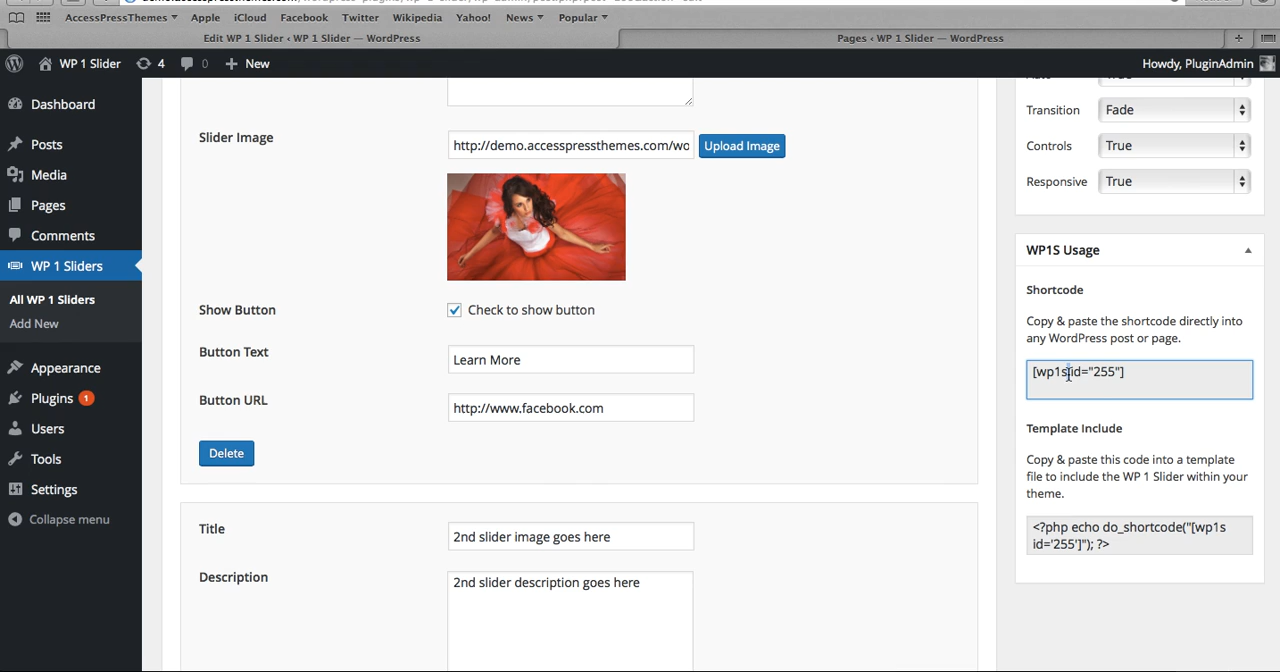 AccessPressThemes Apple iCloud Facebook Twitter Wikipedia Yahoo! News Popular
Edit WP 1 Slider ‹ WP 1 Slider — WordPress
Pages ‹ WP 1 Slider — WordPress
WP 1 Slider 4 0 + New
Howdy, PluginAdmin
Dashboard
Posts
Media
Pages
Comments
WP 1 Sliders
All WP 1 Sliders
Add New
Appearance
Plugins 1
Users
Tools
Settings
Collapse menu
Slider Image
http://demo.accesspressthemes.com/wo
Upload Image
Show Button
Check to show button
Button Text
Learn More
Button URL
http://www.facebook.com
Delete
Title
2nd slider image goes here
Description
2nd slider description goes here
Transition
Fade
Controls
True
Responsive
True
WP1S Usage
Shortcode
Copy & paste the shortcode directly into
any WordPress post or page.
[wp1s id="255"]
Template Include
Copy & paste this code into a template
file to include the WP 1 Slider within your
theme.
<?php echo do_shortcode("[wp1s
id='255']"); ?>